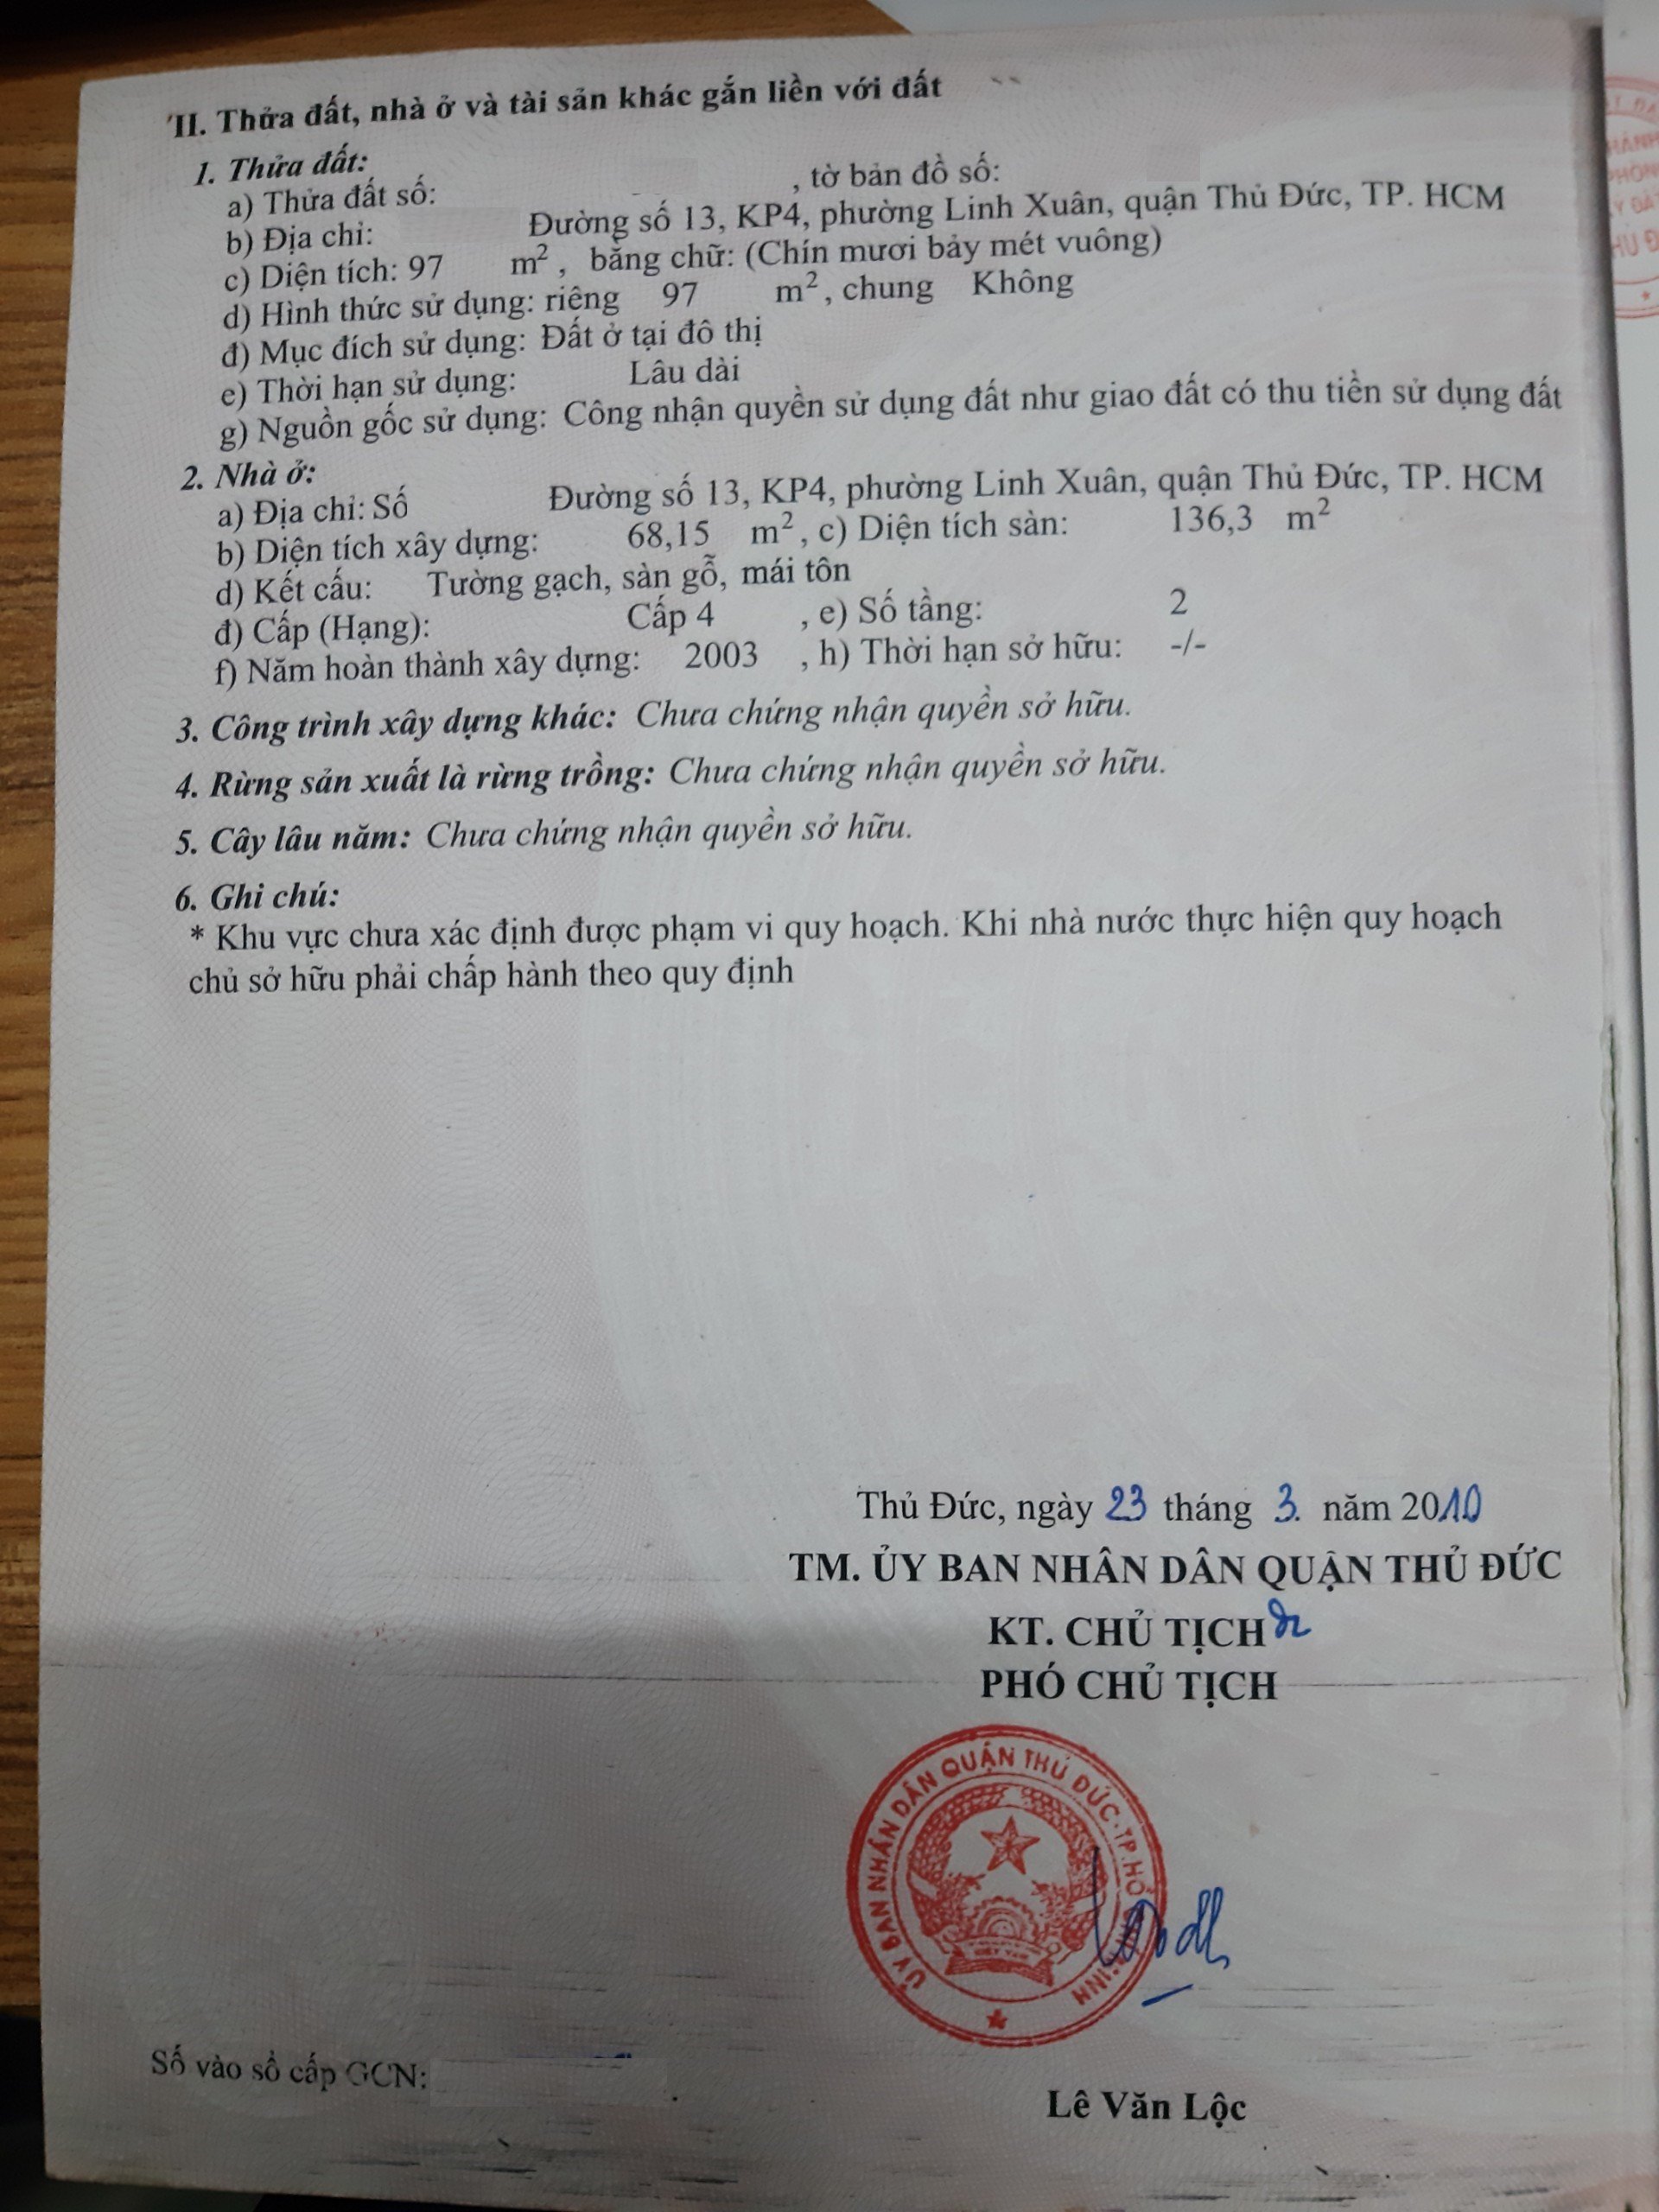 II. Thửa đất, nhà ở và tài sản khác gắn liền với đất
1. Thửa đất:
a) Thửa đất số: , tờ bản đồ số:
b) Địa chỉ: Đường số 13, KP4, phường Linh Xuân, quận Thủ Đức, TP. HCM
c) Diện tích: 97 m², bằng chữ: (Chín mươi bảy mét vuông)
d) Hình thức sử dụng: riêng 97 m², chung Không
đ) Mục đích sử dụng: Đất ở tại đô thị
e) Thời hạn sử dụng: Lâu dài
g) Nguồn gốc sử dụng: Công nhận quyền sử dụng đất như giao đất có thu tiền sử dụng đất
2. Nhà ở:
a) Địa chỉ: Số Đường số 13, KP4, phường Linh Xuân, quận Thủ Đức, TP. HCM
b) Diện tích xây dựng: 68,15 m², c) Diện tích sàn: 136,3 m²
d) Kết cấu: Tường gạch, sàn gỗ, mái tôn
đ) Cấp (Hạng): Cấp 4 , e) Số tầng: 2
f) Năm hoàn thành xây dựng: 2003 , h) Thời hạn sở hữu: -/-
3. Công trình xây dựng khác: Chưa chứng nhận quyền sở hữu.
4. Rừng sản xuất là rừng trồng: Chưa chứng nhận quyền sở hữu.
5. Cây lâu năm: Chưa chứng nhận quyền sở hữu.
6. Ghi chú:
* Khu vực chưa xác định được phạm vi quy hoạch. Khi nhà nước thực hiện quy hoạch
chủ sở hữu phải chấp hành theo quy định
Thủ Đức, ngày 23 tháng 3. năm 2010
TM. ỦY BAN NHÂN DÂN QUẬN THỦ ĐỨC
KT. CHỦ TỊCH
PHÓ CHỦ TỊCH
ỦY BAN NHÂN DÂN QUẬN THỦ ĐỨC-TP.HỒ CHÍ MINH
VIỆT NAM
Số vào sổ cấp GCN:
Lê Văn Lộc